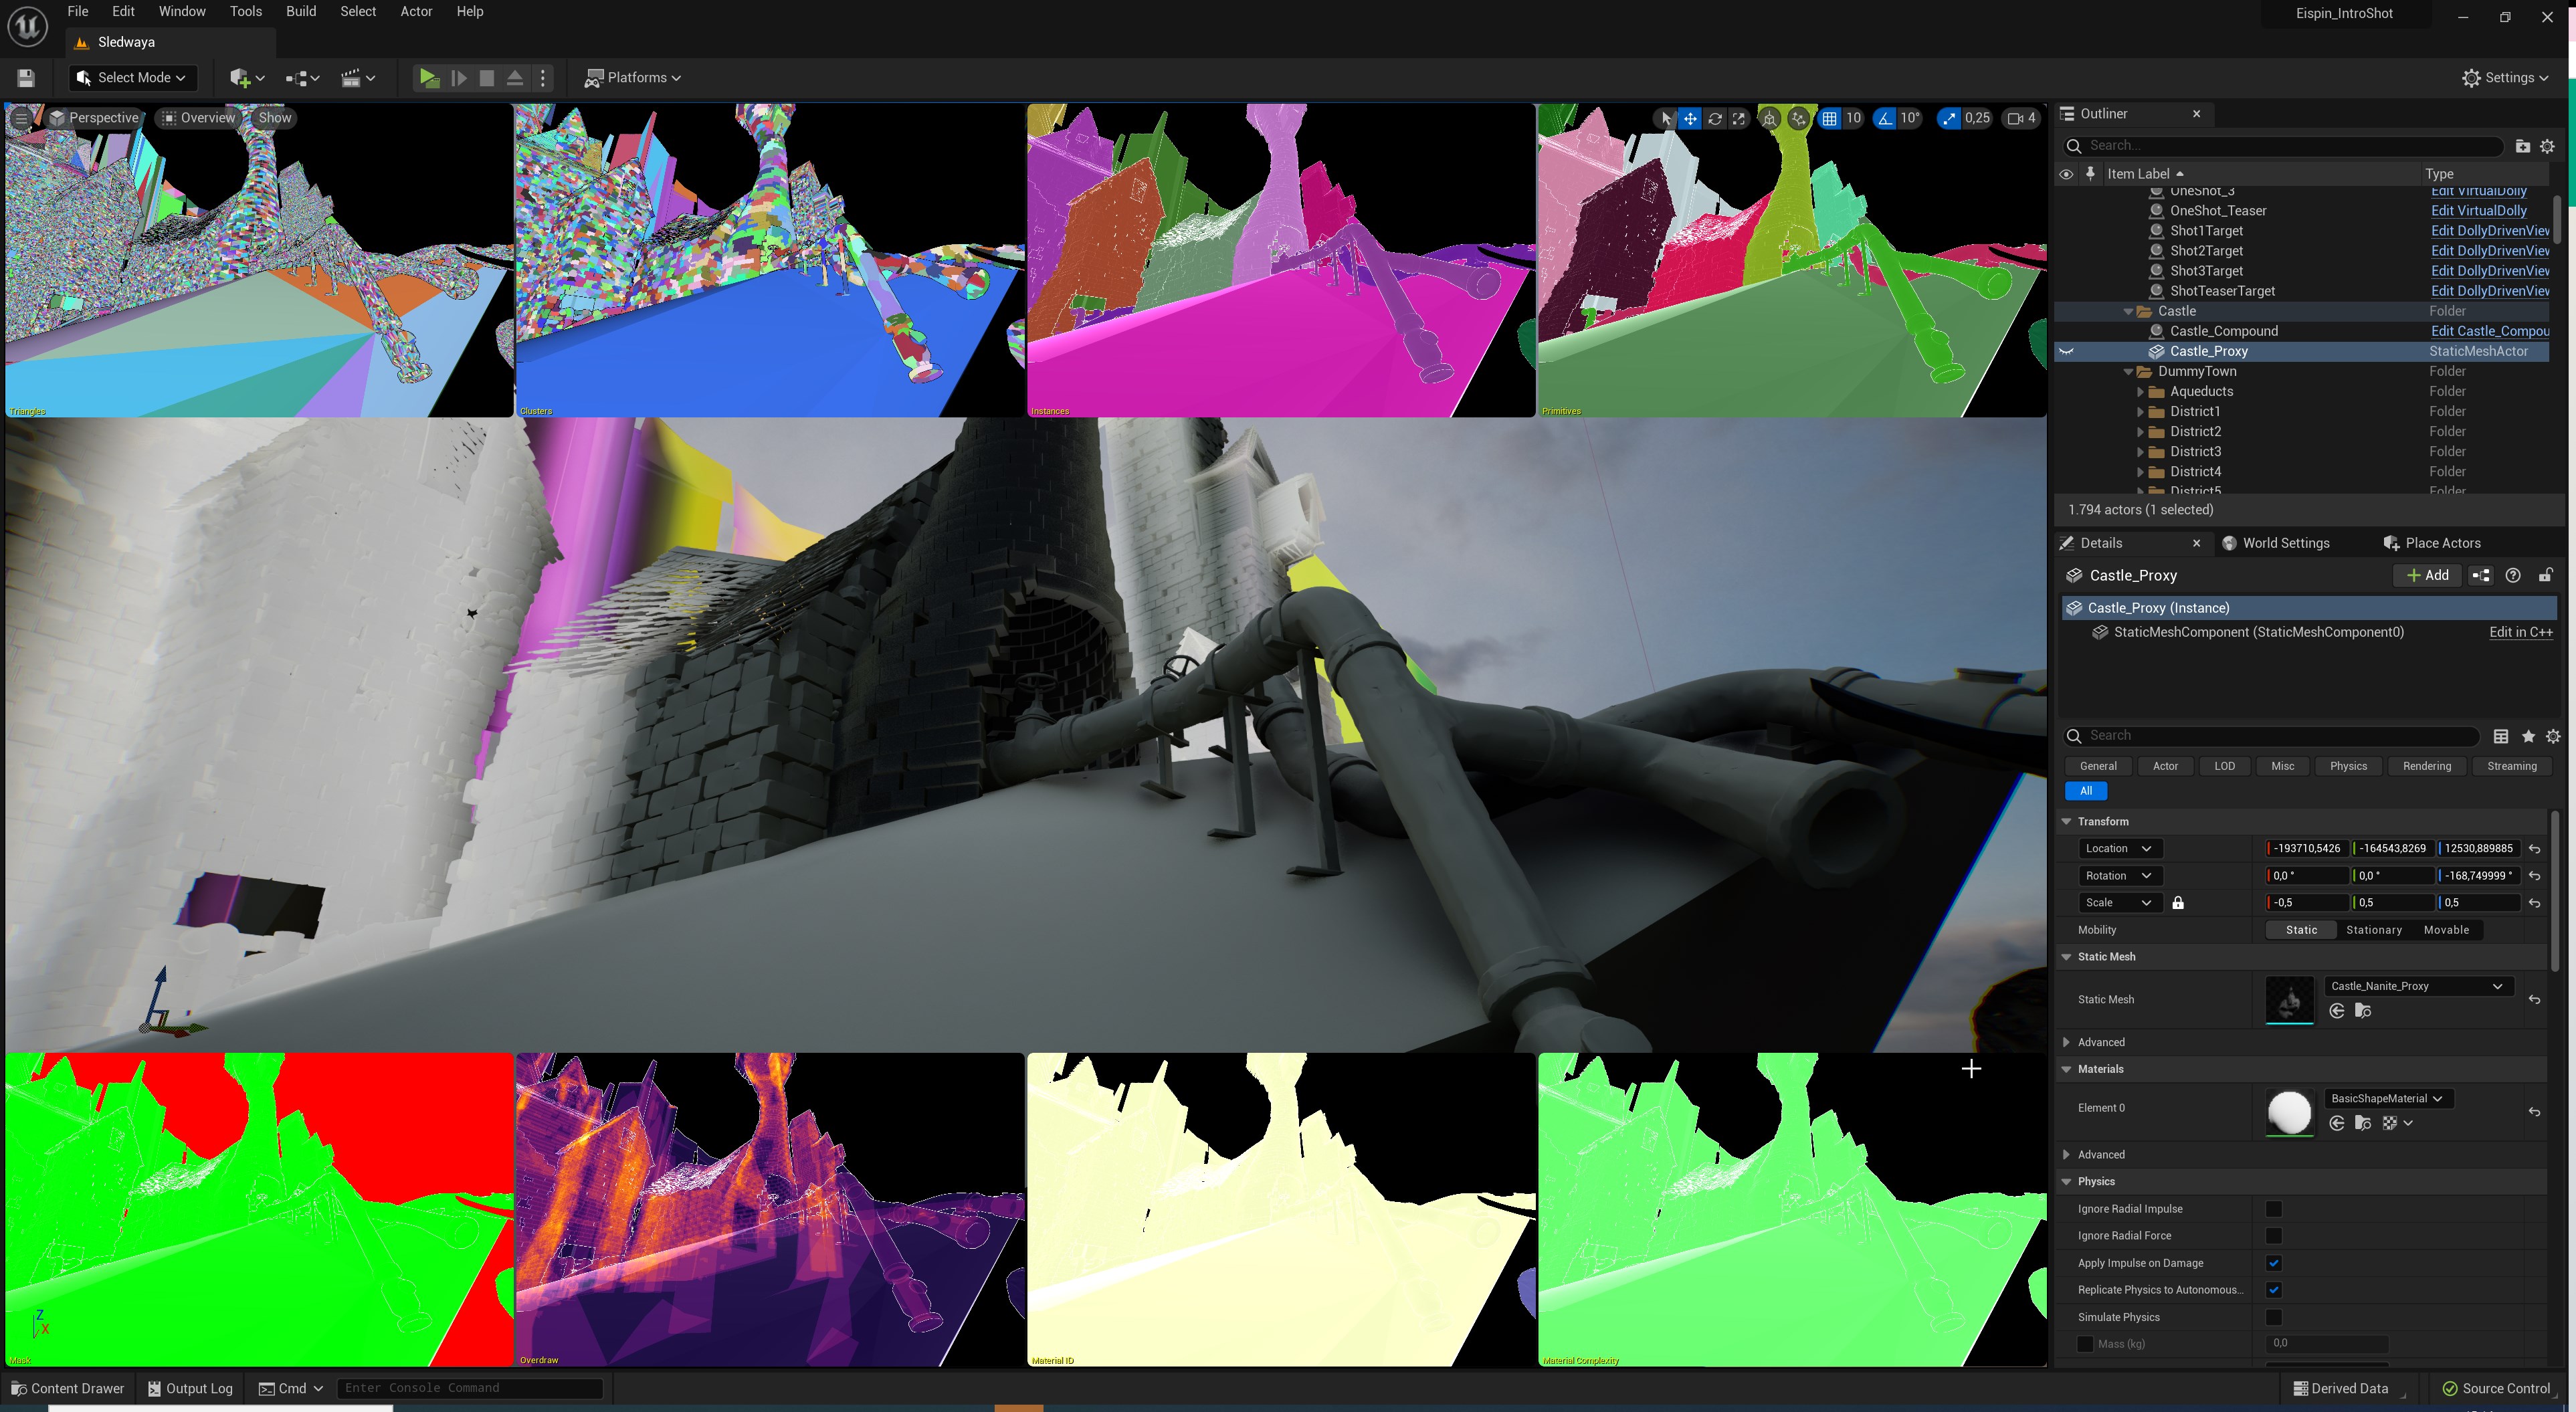 File Edit Window Tools Build Select Actor Help
Eispin_IntroShot
Sledwaya
Select Mode
Platforms
Settings
Perspective Overview Show
10 10° 0,25 4
Triangles
Clusters
Instances
Primitives
Mask
Overdraw
Material ID
Material Complexity
Z
X
Outliner
Search...
Item Label Type
OneShot_3 Edit VirtualDolly
OneShot_Teaser Edit VirtualDolly
Shot1Target Edit DollyDrivenView
Shot2Target Edit DollyDrivenView
Shot3Target Edit DollyDrivenView
ShotTeaserTarget Edit DollyDrivenView
Castle Folder
Castle_Compound Edit Castle_Compou
Castle_Proxy StaticMeshActor
DummyTown Folder
Aqueducts Folder
District1 Folder
District2 Folder
District3 Folder
District4 Folder
District5 Folder
1.794 actors (1 selected)
Details World Settings Place Actors
Castle_Proxy Add
Castle_Proxy (Instance)
StaticMeshComponent (StaticMeshComponent0) Edit in C++
Search
General Actor LOD Misc Physics Rendering Streaming
All
Transform
Location -193710,5426 -164543,8269 12530,889885
Rotation 0,0 ° 0,0 ° -168,749999 °
Scale -0,5 0,5 0,5
Mobility Static Stationary Movable
Static Mesh
Static Mesh Castle_Nanite_Proxy
Advanced
Materials
Element 0 BasicShapeMaterial
Advanced
Physics
Ignore Radial Impulse
Ignore Radial Force
Apply Impulse on Damage
Replicate Physics to Autonomous...
Simulate Physics
Mass (kg) 0,0
Content Drawer Output Log Cmd Enter Console Command
Derived Data Source Control